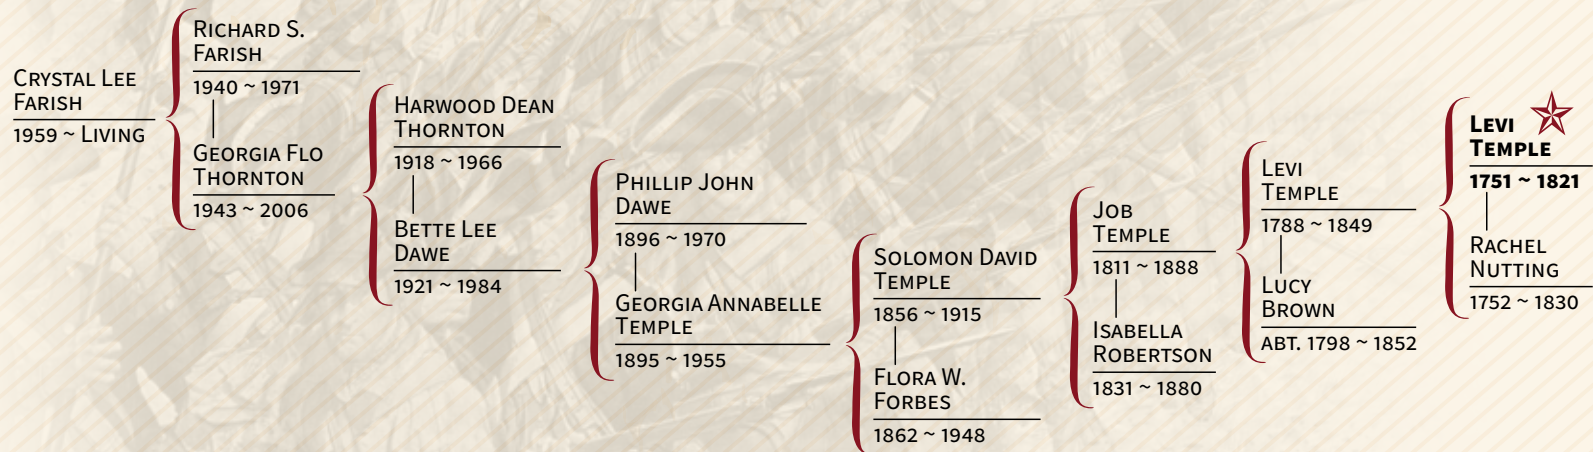 Crystal Lee
Farish
1959 ~ Living
Richard S.
Farish
1940 ~ 1971
Georgia Flo
Thornton
1943 ~ 2006
Harwood Dean
Thornton
1918 ~ 1966
Bette Lee
Dawe
1921 ~ 1984
Phillip John
Dawe
1896 ~ 1970
Georgia Annabelle
Temple
1895 ~ 1955
Solomon David
Temple
1856 ~ 1915
Flora W.
Forbes
1862 ~ 1948
Job
Temple
1811 ~ 1888
Isabella
Robertson
1831 ~ 1880
Levi
Temple
1788 ~ 1849
Lucy
Brown
abt. 1798 ~ 1852
Levi
Temple
1751 ~ 1821
Rachel
Nutting
1752 ~ 1830